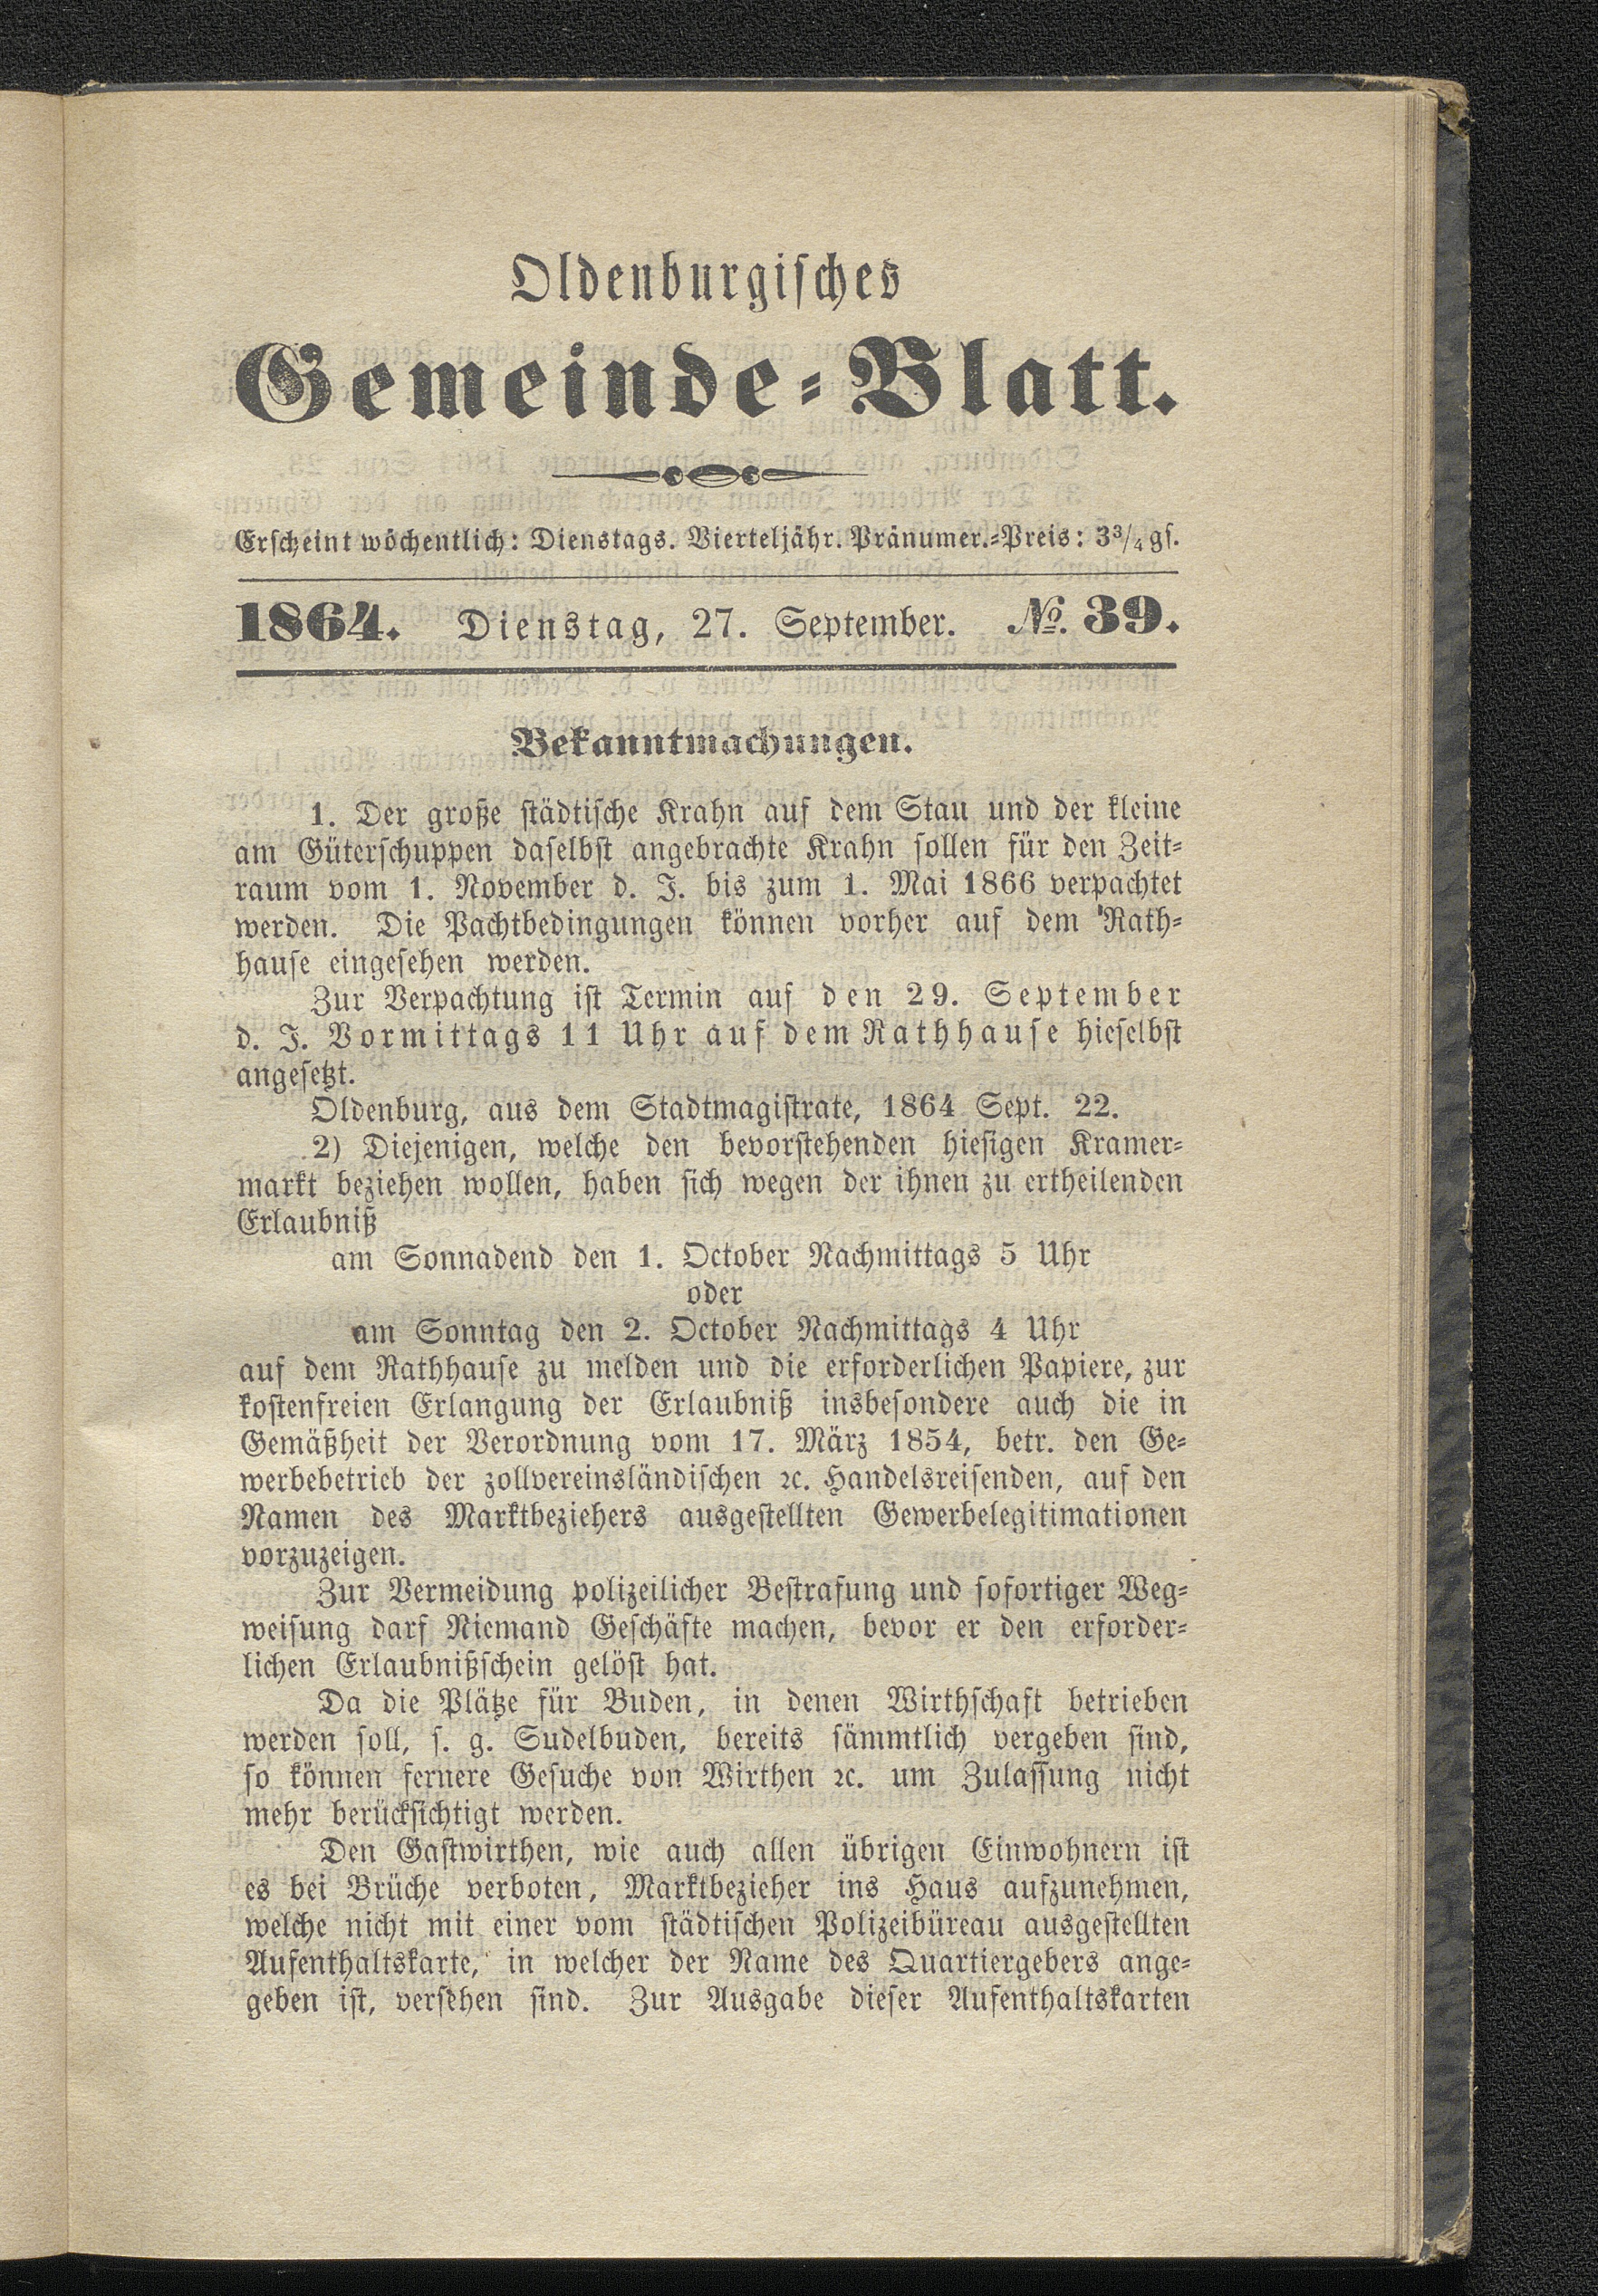 Oldenburgisches
Gemeinde-Blatt.
Erscheint wöchentlich: Dienstags. Vierteljähr. Pränumer.-Preis: 3 3/4 gs.
1864. Dienstag, 27. September. No. 39.
Bekanntmachungen.
1. Der große städtische Krahn auf dem Stau und der kleine
am Güterschuppen daselbst angebrachte Krahn sollen für den Zeit-
raum vom 1. November d. J. bis zum 1. Mai 1866 verpachtet
werden. Die Pachtbedingungen können vorher auf dem Rath-
hause eingesehen werden.
Zur Verpachtung ist Termin auf den 29. September
d. J. Vormittags 11 Uhr auf dem Rathhause hieselbst
angesetzt.
Oldenburg, aus dem Stadtmagistrate, 1864 Sept. 22.
2) Diejenigen, welche den bevorstehenden hiesigen Kramer-
markt beziehen wollen, haben sich wegen der ihnen zu ertheilenden
Erlaubniß
am Sonnadend den 1. October Nachmittags 5 Uhr
oder
am Sonntag den 2. October Nachmittags 4 Uhr
auf dem Rathhause zu melden und die erforderlichen Papiere, zur
kostenfreien Erlangung der Erlaubniß insbesondere auch die in
Gemäßheit der Verordnung vom 17. März 1854, betr. den Ge-
werbebetrieb der zollvereinsländischen ꝛc. Handelsreisenden, auf den
Namen des Marktbeziehers ausgestellten Gewerbelegitimationen
vorzuzeigen.
Zur Vermeidung polizeilicher Bestrafung und sofortiger Weg-
weisung darf Niemand Geschäfte machen, bevor er den erforder-
lichen Erlaubnißschein gelöst hat.
Da die Plätze für Buden, in denen Wirthschaft betrieben
werden soll, s. g. Sudelbuden, bereits sämmtlich vergeben sind,
so können fernere Gesuche von Wirthen ꝛc. um Zulassung nicht
mehr berücksichtigt werden.
Den Gastwirthen, wie auch allen übrigen Einwohnern ist
es bei Brüche verboten, Marktbezieher ins Haus aufzunehmen,
welche nicht mit einer vom städtischen Polizeibüreau ausgestellten
Aufenthaltskarte, in welcher der Name des Quartiergebers ange-
geben ist, versehen sind. Zur Ausgabe dieser Aufenthaltskarten